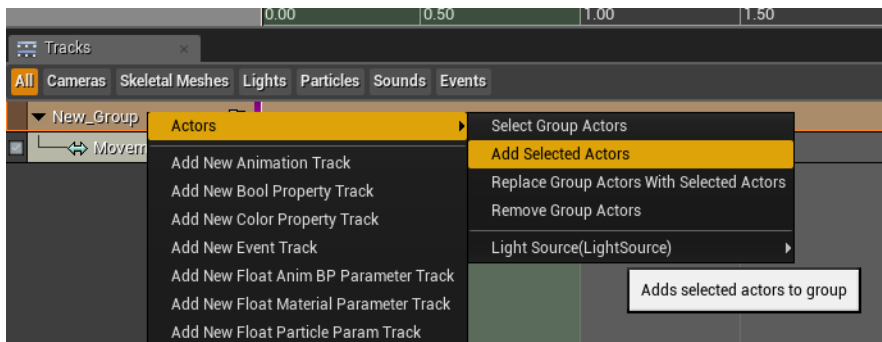 0.00 0.50 1.00 1.50
Tracks
All Cameras Skeletal Meshes Lights Particles Sounds Events
New_Group
Actors
Select Group Actors
Movem
Add Selected Actors
Add New Animation Track
Replace Group Actors With Selected Actors
Add New Bool Property Track
Remove Group Actors
Add New Color Property Track
Add New Event Track
Light Source(LightSource)
Add New Float Anim BP Parameter Track
Adds selected actors to group
Add New Float Material Parameter Track
Add New Float Particle Param Track